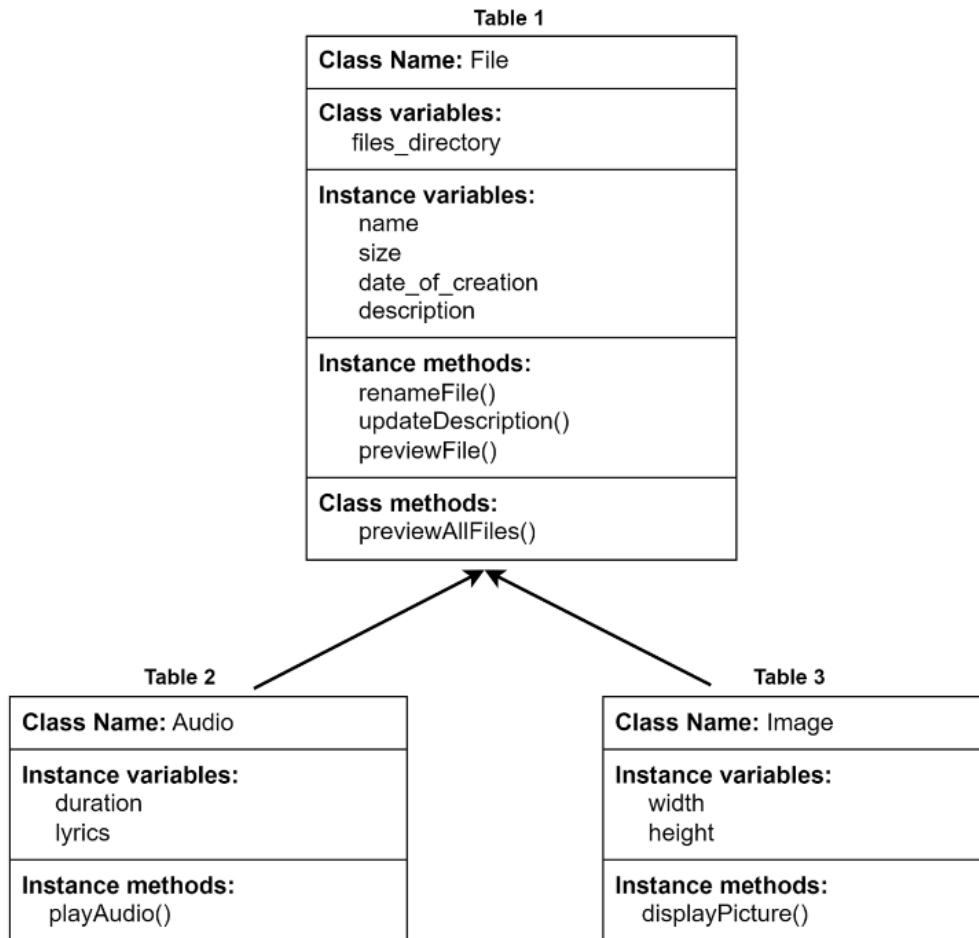 Table 1
Class Name: File
Class variables:
files_directory
Instance variables:
name
size
date_of_creation
description
Instance methods:
renameFile()
updateDescription()
previewFile()
Class methods:
previewAllFiles()
Table 2
Class Name: Audio
Instance variables:
duration
lyrics
Instance methods:
playAudio()
Table 3
Class Name: Image
Instance variables:
width
height
Instance methods:
displayPicture()